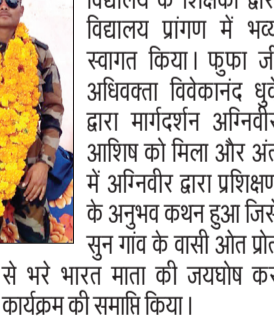 विद्यालय के शिक्षकों द्वारा
विद्यालय प्रांगण में भव्य
स्वागत किया। फुफा जी
अधिवक्ता विवेकानंद धुर्वे
द्वारा मार्गदर्शन अग्निवीर
आशिष को मिला और अंत
में अग्निवीर द्वारा प्रशिक्षण
के अनुभव कथन हुआ जिसे
सुन गांव के वासी ओत प्रोत
से भरे भारत माता की जयघोष कर
कार्यक्रम की समाप्ति किया।